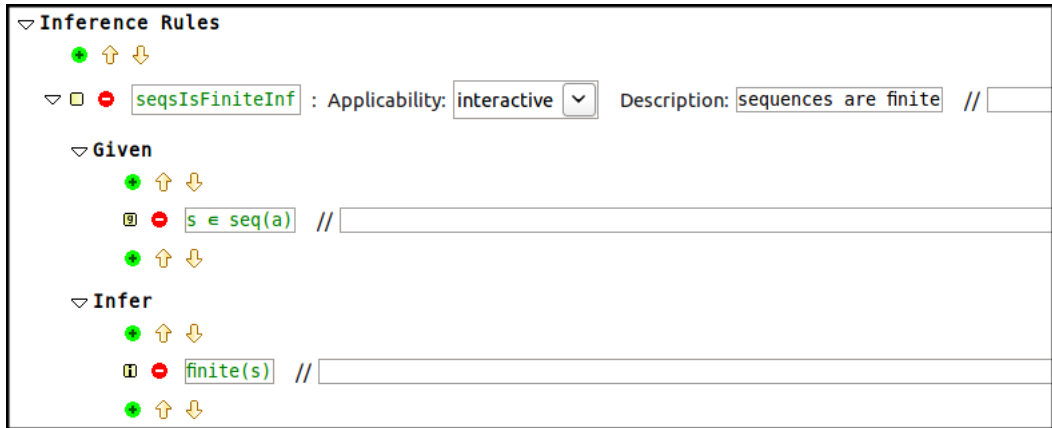 Inference Rules
seqsIsFiniteInf : Applicability: interactive Description: sequences are finite //
Given
s ∈ seq(a) //
Infer
finite(s) //